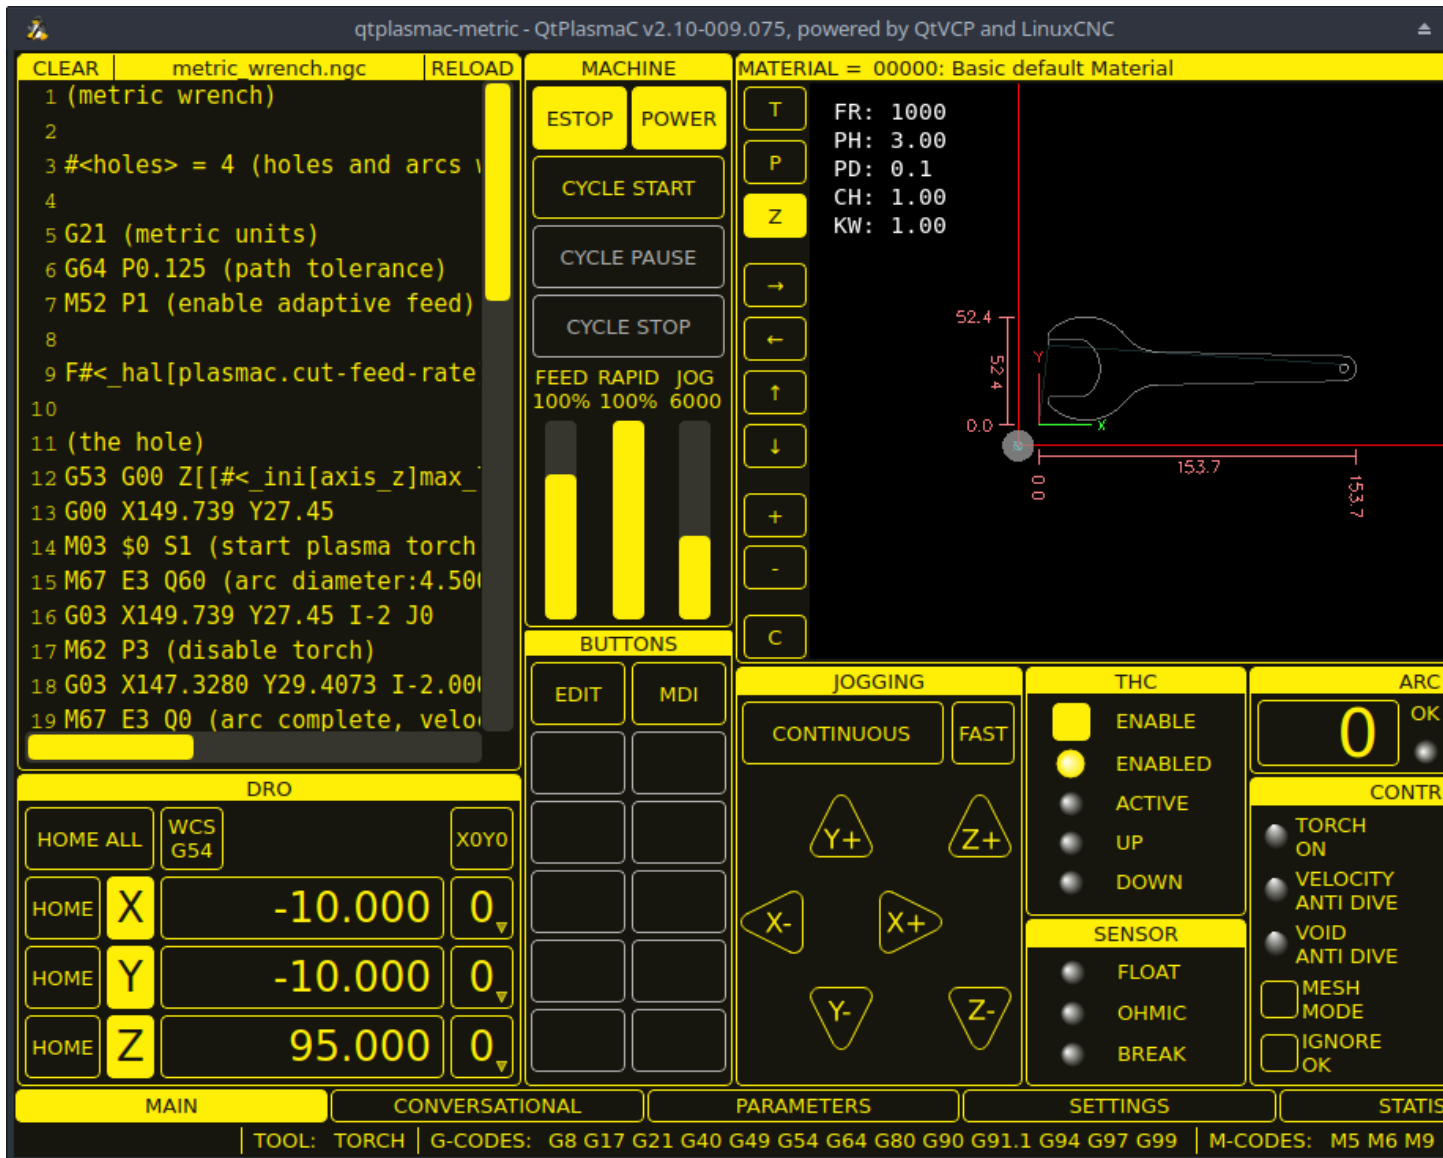 qtplasmac-metric - QtPlasmaC v2.10-009.075, powered by QtVCP and LinuxCNC
CLEAR metric_wrench.ngc RELOAD
1 (metric wrench)
2
3 #<holes> = 4 (holes and arcs
4
5 G21 (metric units)
6 G64 P0.125 (path tolerance)
7 M52 P1 (enable adaptive feed)
8
9 F#<_hal[plasmac.cut-feed-rate
10
11 (the hole)
12 G53 G00 Z[[#<_ini[axis_z]max_
13 G00 X149.739 Y27.45
14 M03 $0 S1 (start plasma torch
15 M67 E3 Q60 (arc diameter:4.50
16 G03 X149.739 Y27.45 I-2 J0
17 M62 P3 (disable torch)
18 G03 X147.3280 Y29.4073 I-2.00
19 M67 E3 Q0 (arc complete, velo
MACHINE
ESTOP POWER
CYCLE START
CYCLE PAUSE
CYCLE STOP
FEED RAPID JOG
100% 100% 6000
BUTTONS
EDIT MDI
MATERIAL = 00000: Basic default Material
T
P
Z
→
←
↑
↓
+
-
C
FR: 1000
PH: 3.00
PD: 0.1
CH: 1.00
KW: 1.00
52.4
52.4
0.0
Y
X
153.7
0.0
153.7
DRO
HOME ALL
WCS
G54
X0Y0
HOME X -10.000 0
HOME Y -10.000 0
HOME Z 95.000 0
JOGGING
CONTINUOUS FAST
Y+ Z+
X- X+
Y- Z-
THC
ENABLE
ENABLED
ACTIVE
UP
DOWN
SENSOR
FLOAT
OHMIC
BREAK
ARC
0 OK
CONTR
TORCH
ON
VELOCITY
ANTI DIVE
VOID
ANTI DIVE
MESH
MODE
IGNORE
OK
MAIN CONVERSATIONAL PARAMETERS SETTINGS STATIS
TOOL: TORCH G-CODES: G8 G17 G21 G40 G49 G54 G64 G80 G90 G91.1 G94 G97 G99 M-CODES: M5 M6 M9